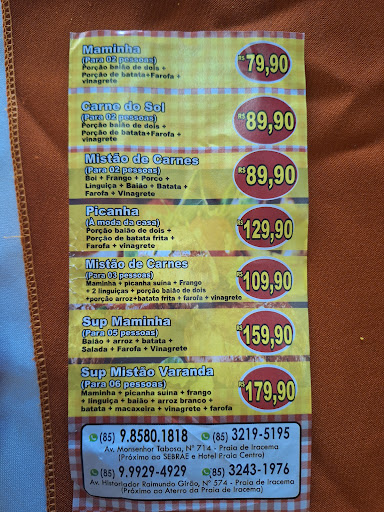 Maminha
(Para 02 pessoas)
Porção baião de dois +
Porção de batata+Farofa +
vinagrete
R$ 79,90
Carne do Sol
(Para 02 pessoas)
Porção baião de dois +
Porção de batata+Farofa +
vinagrete
R$ 89,90
Mistão de Carnes
(Para 02 pessoas)
Boi + Frango + Porco +
Linguiça + Baião + Batata +
Farofa + Vinagrete
R$ 89,90
Picanha
(À moda da casa)
Porção baião de dois +
Porção de batata frita +
Farofa + Vinagrete
R$ 129,90
Mistão de Carnes
(Para 03 pessoas)
Maminha + picanha suína + Frango
+ 2 linguiças + porção baião de dois
+porção arroz+batata frita + farofa + vinagrete
R$ 109,90
Sup Maminha
(Para 05 pessoas)
Baião + arroz + batata +
Salada + Farofa + Vinagrete
R$ 159,90
Sup Mistão Varanda
(Para 06 pessoas)
Maminha + picanha suína + frango
+ linguiça + baião + arroz branco +
batata + macaxeira + vinagrete + farofa
R$ 179,90
(85) 9.8580.1818 (85) 3219-5195
Av. Monsenhor Tabosa, Nº 714 - Praia de Iracema
(Próximo ao SEBRAE e Hotel Praia Centro)
(85) 9.9929-4929 (85) 3243-1976
Av. Historiador Raimundo Girão, Nº 574 - Praia de Iracema
(Próximo ao Aterro da Praia de Iracema)